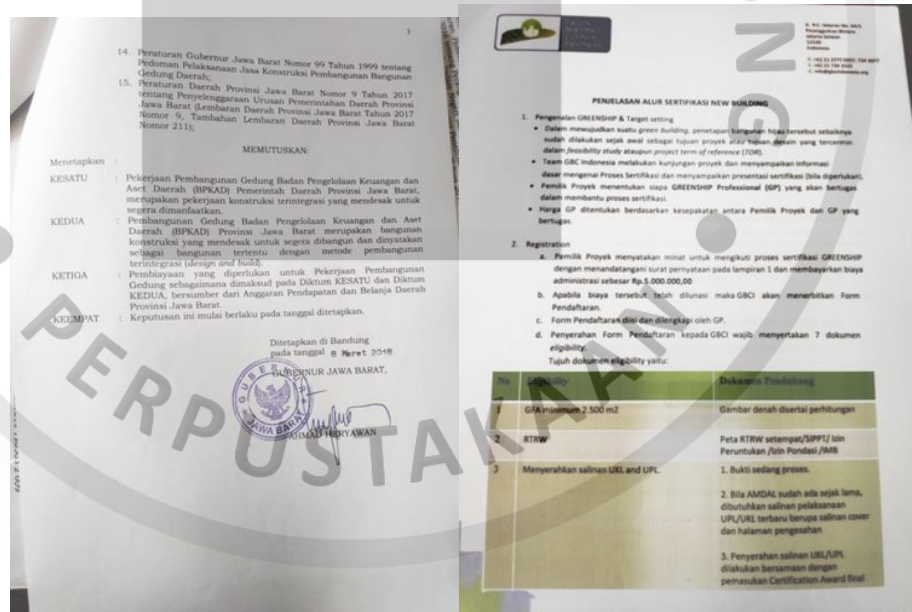 3
14. Peraturan Gubernur Jawa Barat Nomor 99 Tahun 1999 tentang
Pedoman Pelaksanaan Jasa Konstruksi Pembangunan Bangunan
Gedung Daerah;
15. Peraturan Daerah Provinsi Jawa Barat Nomor 9 Tahun 2017
tentang Penyelenggaraan Urusan Pemerintahan Daerah Provinsi
Jawa Barat (Lembaran Daerah Provinsi Jawa Barat Tahun 2017
Nomor 9, Tambahan Lembaran Daerah Provinsi Jawa Barat
Nomor 211);
MEMUTUSKAN:
Menetapkan :
KESATU : Pekerjaan Pembangunan Gedung Badan Pengelolaan Keuangan dan
Aset Daerah (BPKAD) Pemerintah Daerah Provinsi Jawa Barat,
merupakan pekerjaan konstruksi terintegrasi yang mendesak untuk
segera dimanfaatkan.
KEDUA : Pembangunan Gedung Badan Pengelolaan Keuangan dan Aset
Daerah (BPKAD) Provinsi Jawa Barat merupakan bangunan
konstruksi yang mendesak untuk segera dibangun dan dinyatakan
sebagai bangunan tertentu dengan metode pembangunan
terintegrasi (design and build).
KETIGA : Pembiayaan yang diperlukan untuk Pekerjaan Pembangunan
Gedung sebagaimana dimaksud pada Diktum KESATU dan Diktum
KEDUA, bersumber dari Anggaran Pendapatan dan Belanja Daerah
Provinsi Jawa Barat.
KEEMPAT : Keputusan ini mulai berlaku pada tanggal ditetapkan.
Ditetapkan di Bandung
pada tanggal 8 Maret 2018
GUBERNUR JAWA BARAT,
GUBERNUR
JAWA BARAT
AHMAD HERYAWAN
PENJELASAN ALUR SERTIFIKASI NEW BUILDING
1. Pengenalan GREENSHIP & Target setting
• Dalam mewujudkan suatu green building, penetapan bangunan hijau tersebut sebaiknya
sudah dilakukan sejak awal sebagai tujuan proyek atau tujuan desain yang tercermin
dalam feasibility study ataupun project term of reference (TOR).
• Team GBC Indonesia melakukan kunjungan proyek dan menyampaikan informasi
dasar mengenai Proses Sertifikasi dan menyampaikan presentasi sertifikasi (bila diperlukan).
• Pemilik Proyek menentukan siapa GREENSHIP Professional (GP) yang akan bertugas
dalam membantu proses sertifikasi.
• Harga GP ditentukan berdasarkan kesepakatan antara Pemilik Proyek dan GP yang
bertugas.
2. Registration
a. Pemilik Proyek menyatakan minat untuk mengikuti proses sertifikasi GREENSHIP
dengan menandatangani surat pernyataan pada lampiran 1 dan membayarkan biaya
administrasi sebesar Rp.5.000.000,00
b. Apabila biaya tersebut telah dilunasi maka GBCI akan menerbitkan Form
Pendaftaran.
c. Form Pendaftaran diisi dan dilengkapi oleh GP.
d. Penyerahan Form Pendaftaran kepada GBCI wajib menyertakan 7 dokumen
eligibility.
Tujuh dokumen eligibility yaitu:
No Eligibility Dokumen Pendukung
1 GFA minimum 2.500 m2 Gambar denah disertai perhitungan
2 RTRW Peta RTRW setempat/SIPPT/ Izin
Peruntukan /Izin Pondasi /IMB
3 Menyerahkan salinan UKL and UPL. 1. Bukti sedang proses.
2. Bila AMDAL sudah ada sejak lama,
dibutuhkan salinan pelaksanaan
UPL/UKL terbaru berupa salinan cover
dan halaman pengesahan
3. Penyerahan salinan UKL/UPL
dilakukan bersamaan dengan
pemasukan Certification Award final
PERPUSTAKAAN